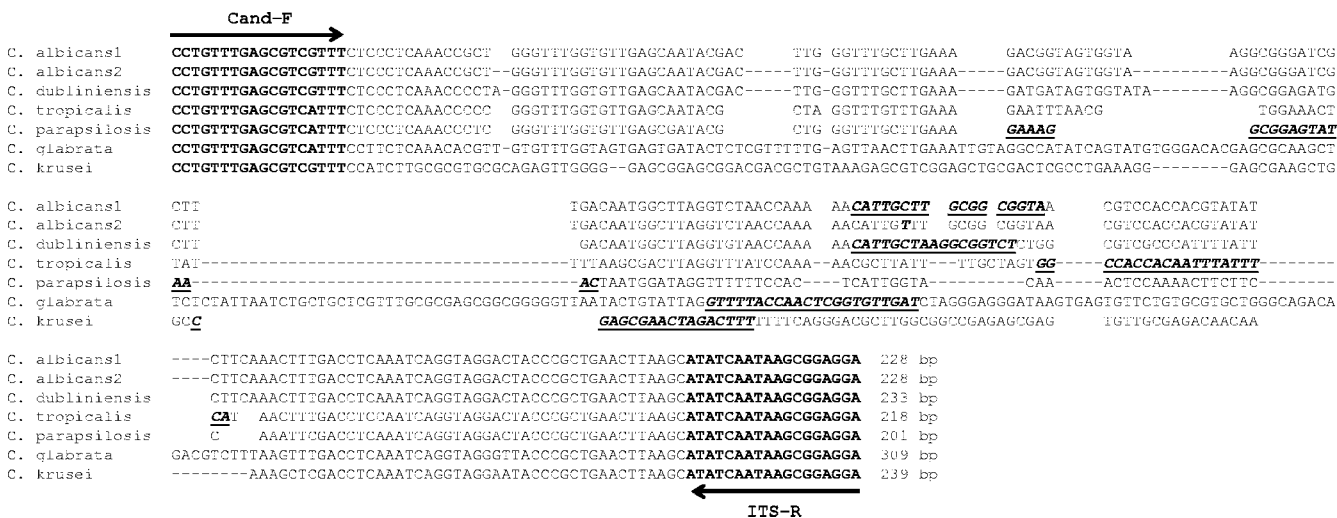 Cand-F
C. albicans1 CCTGTTTGAGCGTCGTTTCTCCCTCAAACCGCT GGGTTTGGTGTTGAGCAATACGAC TTG GGTTTGCTTGAAA GACGGTAGTGGTA AGGCGGGATCG
C. albicans2 CCTGTTTGAGCGTCGTTTCTCCCTCAAACCGCT--GGGTTTGGTGTTGAGCAATACGAC-----TTG-GGTTTGCTTGAAA-----GACGGTAGTGGTA----------AGGCGGGATCG
C. dubliniensis CCTGTTTGAGCGTCGTTTCTCCCTCAAACCCCTA-GGGTTTGGTGTTGAGCAATACGAC-----TTG-GGTTTGCTTGAAA-----GATGATAGTGGTATA--------AGGCGGAGATG
C. tropicalis CCTGTTTGAGCGTCATTTCTCCCTCAAACCCCC GGGTTTGGTGTTGAGCAATACG CTA GGTTTGTTTGAAA GAATTTAACG TGGAAACT
C. parapsilosis CCTGTTTGAGCGTCATTTCTCCCTCAAACCCTC GGGTTTGGTGTTGAGCGATACG CTG GGTTTGCTTGAAA GAAAG GCGGAGTAT
C. glabrata CCTGTTTGAGCGTCATTTCCTTCTCAAACACGTT-GTGTTTGGTAGTGAGTGATACTCTCGTTTTTG-AGTTAACTTGAAATTGTAGGCCATATCAGTATGTGTGGGACACGAGCGCAAGCT
C. krusei CCTGTTTGAGCGTCGTTTCCATCTTGCGCGTGCGCAGAGTTGGGG--GAGCGGAGCGGACGACGCTGTAAAGAGCGTCGGAGCTGCGACTCGCCTGAAAGG------GAGCGAAGCTG
C. albicans1 CTT TGACAATGGCTTAGGTCTAACCAAA AACATTGCTT GCGG CGGTAA CGTCCACCACGTATAT
C. albicans2 CTT TGACAATGGCTTAGGTCTAACCAAA AACATTGTTT GCGG CGGTAA CGTCCACCACGTATAT
C. dubliniensis CTT GACAATGGCTTAGGTGTAACCAAA AACATTGCTAAGGCGGTCTCTGG CGTCGCCCATTTTATT
C. tropicalis TAT--------------------------------------TTTAAGCGACTTAGGTTTATCCAAA-AACGCTTATT---TTGCTAGTGG-----CCACCACAATTTATTT
C. parapsilosis AA----------------------------------------ACTAATGGATAGGTTTTTTCCAC-----TCATTGGTA---------CAA-----ACTCCAAAACTTCTTC
C. glabrata TCTCTATTAATCTGCTGCTCGTTTGCGCGAGCGGCGGGGGTTAATACTGTATTAGGTTTTACCAACTCGGTGTTGATCTAGGGAGGGATAAGTGAGTGTTCTGTGCGTGCTGGGCAGACA
C. krusei GCC GAGCGAACTAGACTTTTTTTCAGGGACGCTTGGCGGCCGAGAGCGAG TGTTGCGAGACAACAA
C. albicans1 ----CTTCAAACTTTGACCTCAAATCAGGTAGGACTACCCGCTGAACTTAAGCATATCAATAAGCGGAGGA 228 bp
C. albicans2 ----CTTCAAACTTTGACCTCAAATCAGGTAGGACTACCCGCTGAACTTAAGCATATCAATAAGCGGAGGA 228 bp
C. dubliniensis CTTCAAACTTTGACCTCAAATCAGGTAGGACTACCCGCTGAACTTAAGCATATCAATAAGCGGAGGA 233 bp
C. tropicalis CAT AACTTTGACCTCCAATCAGGTAGGACTACCCGCTGAACTTAAGCATATCAATAAGCGGAGGA 218 bp
C. parapsilosis C AAATTCGACCTCAAATCAGGTAGGACTACCCGCTGAACTTAAGCATATCAATAAGCGGAGGA 201 bp
C. glabrata GACGTCTTTAAGTTTGACCTCAAATCAGGTAGGGTTACCCGCTGAACTTAAGCATATCAATAAGCGGAGGA 309 bp
C. krusei --------AAAGCTCGACCTCAAATCAGGTAGGAATACCCGCTGAACTTAAGCATATCAATAAGCGGAGGA 239 bp
ITS-R